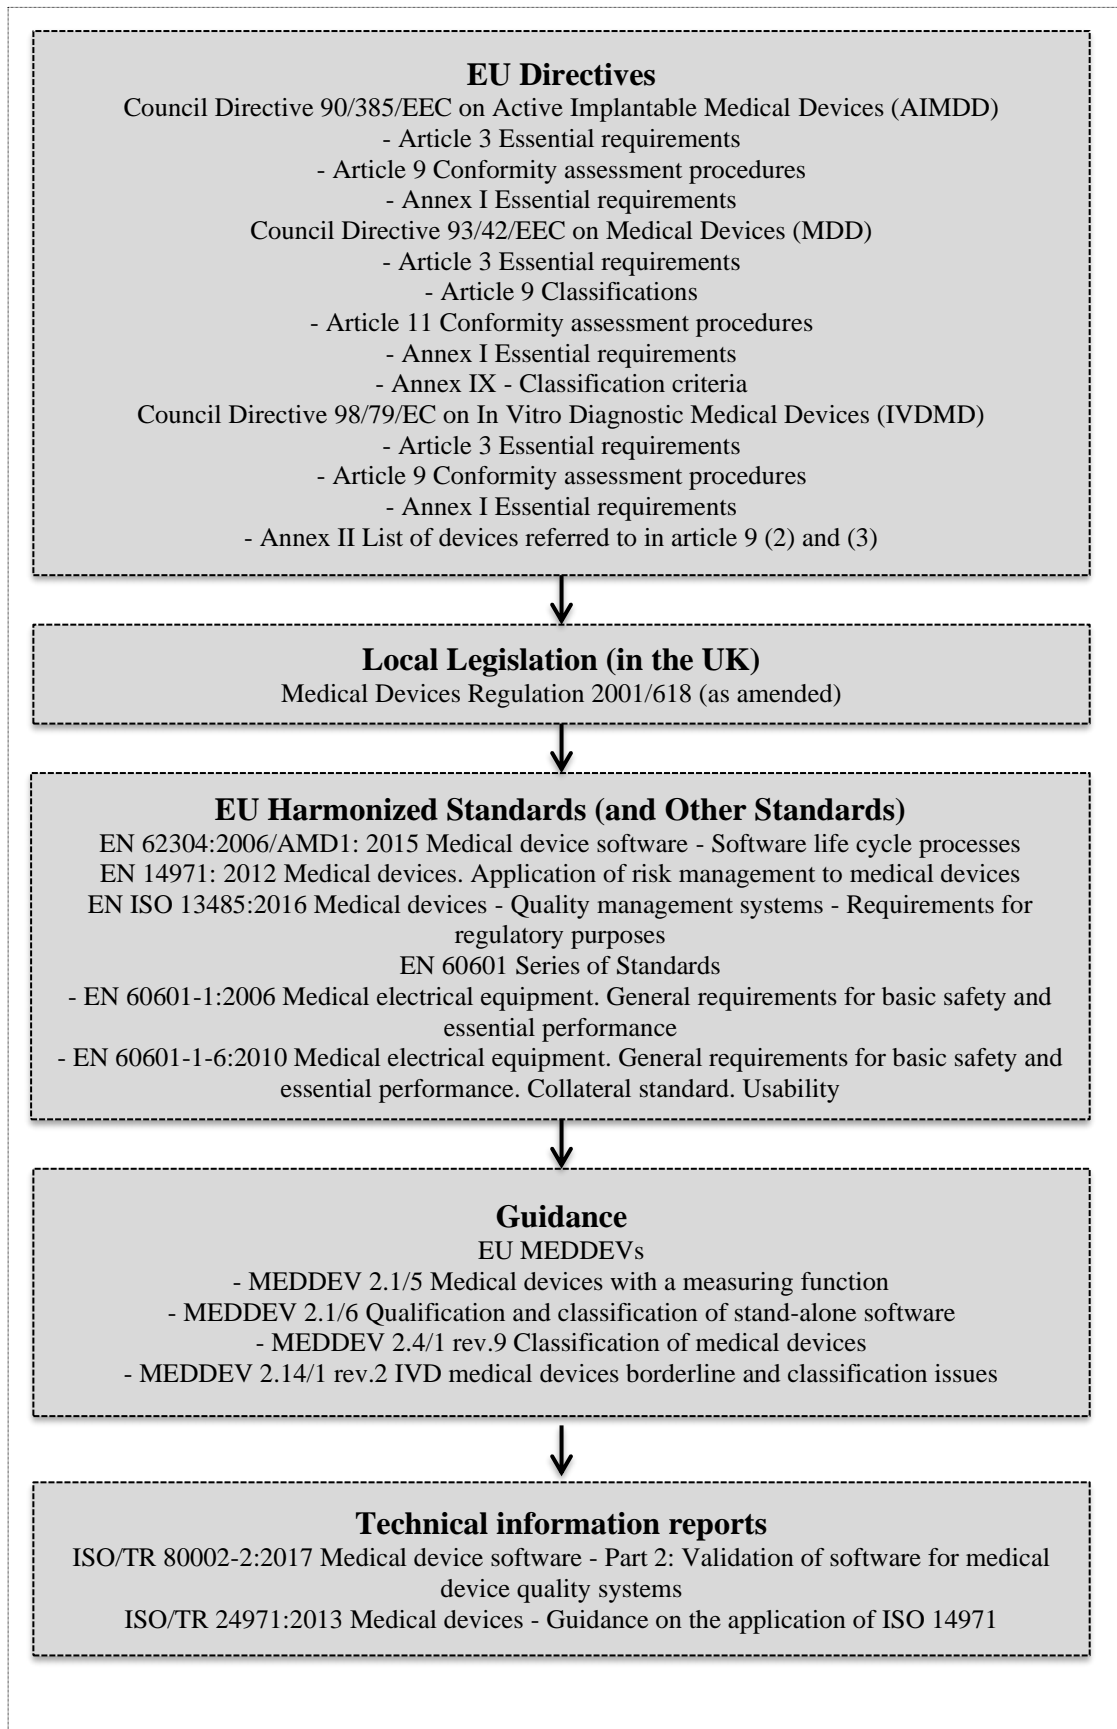 EU Directives
Council Directive 90/385/EEC on Active Implantable Medical Devices (AIMDD)
- Article 3 Essential requirements
- Article 9 Conformity assessment procedures
- Annex I Essential requirements
Council Directive 93/42/EEC on Medical Devices (MDD)
- Article 3 Essential requirements
- Article 9 Classifications
- Article 11 Conformity assessment procedures
- Annex I Essential requirements
- Annex IX - Classification criteria
Council Directive 98/79/EC on In Vitro Diagnostic Medical Devices (IVDMD)
- Article 3 Essential requirements
- Article 9 Conformity assessment procedures
- Annex I Essential requirements
- Annex II List of devices referred to in article 9 (2) and (3)
Local Legislation (in the UK)
Medical Devices Regulation 2001/618 (as amended)
EU Harmonized Standards (and Other Standards)
EN 62304:2006/AMD1: 2015 Medical device software - Software life cycle processes
EN 14971: 2012 Medical devices. Application of risk management to medical devices
EN ISO 13485:2016 Medical devices - Quality management systems - Requirements for
regulatory purposes
EN 60601 Series of Standards
- EN 60601-1:2006 Medical electrical equipment. General requirements for basic safety and
essential performance
- EN 60601-1-6:2010 Medical electrical equipment. General requirements for basic safety and
essential performance. Collateral standard. Usability
Guidance
EU MEDDEVs
- MEDDEV 2.1/5 Medical devices with a measuring function
- MEDDEV 2.1/6 Qualification and classification of stand-alone software
- MEDDEV 2.4/1 rev.9 Classification of medical devices
- MEDDEV 2.14/1 rev.2 IVD medical devices borderline and classification issues
Technical information reports
ISO/TR 80002-2:2017 Medical device software - Part 2: Validation of software for medical
device quality systems
ISO/TR 24971:2013 Medical devices - Guidance on the application of ISO 14971